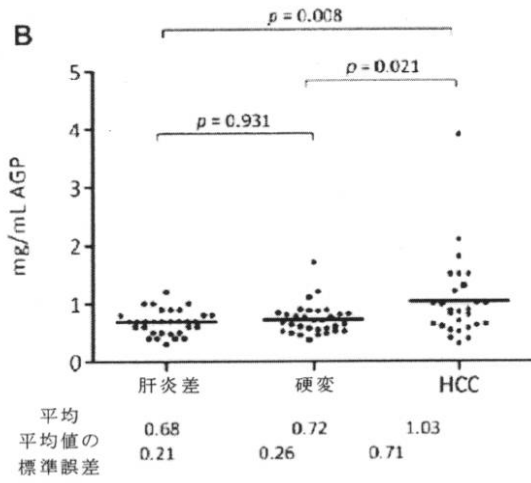 B
p = 0.008
p = 0.021
p = 0.931
mg/mL AGP
5
4
3
2
1
0
肝炎差 硬変 HCC
平均 0.68 0.72 1.03
平均値の
標準誤差 0.21 0.26 0.71